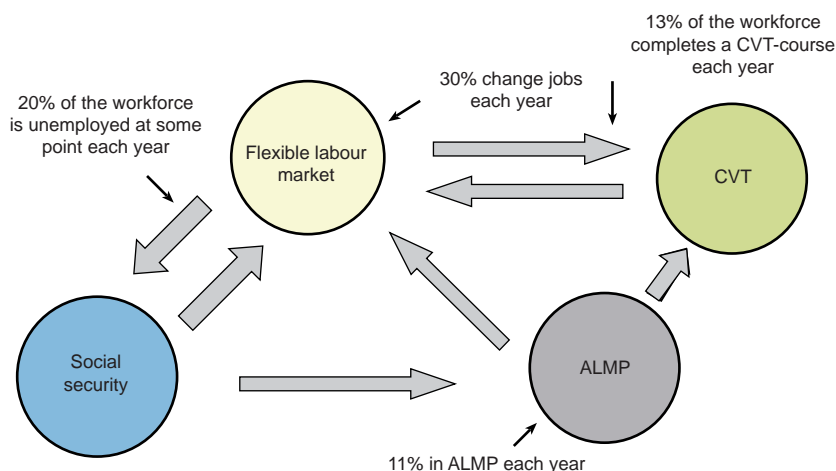 13% of the workforce
completes a CVT-course
each year
30% change jobs
each year
20% of the workforce
is unemployed at some
point each year
Flexible labour
market
CVT
Social
security
ALMP
11% in ALMP each year